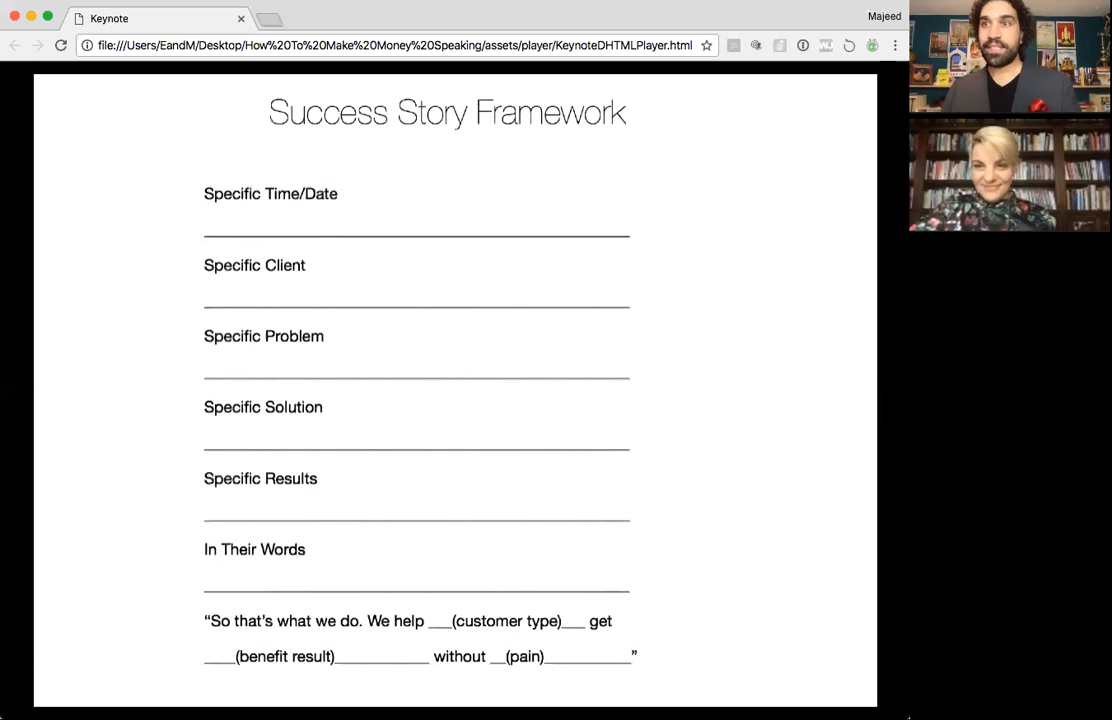 Keynote
Majeed
file:///Users/EandM/Desktop/How%20To%20Make%20Money%20Speaking/assets/player/KeynoteDHTMLPlayer.html
Success Story Framework
Specific Time/Date
Specific Client
Specific Problem
Specific Solution
Specific Results
In Their Words
“So that’s what we do. We help ___(customer type)___ get
____(benefit result)____________ without __(pain)___________”